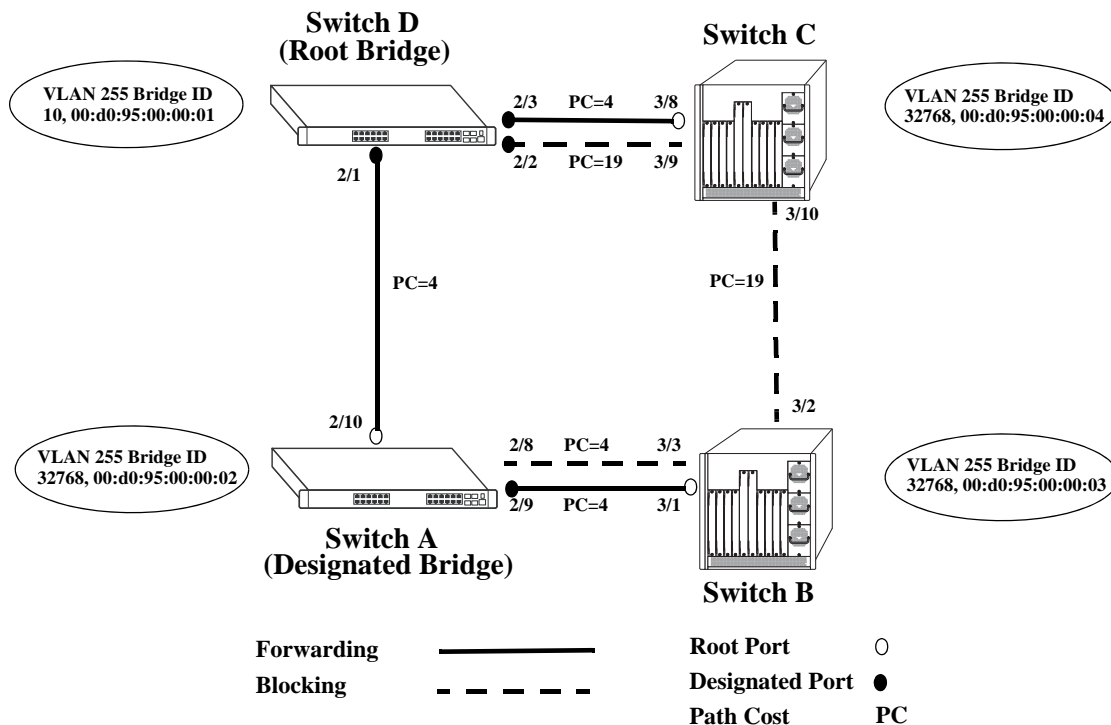 Switch D
(Root Bridge)
Switch C
VLAN 255 Bridge ID
10, 00:d0:95:00:00:01
2/3 PC=4 3/8
VLAN 255 Bridge ID
32768, 00:d0:95:00:00:04
2/2 PC=19 3/9
2/1
3/10
PC=4
PC=19
3/2
2/10
VLAN 255 Bridge ID
32768, 00:d0:95:00:00:02
2/8 PC=4 3/3
VLAN 255 Bridge ID
32768, 00:d0:95:00:00:03
2/9 PC=4 3/1
Switch A
(Designated Bridge)
Switch B
Forwarding
Root Port
Blocking
Designated Port
Path Cost PC